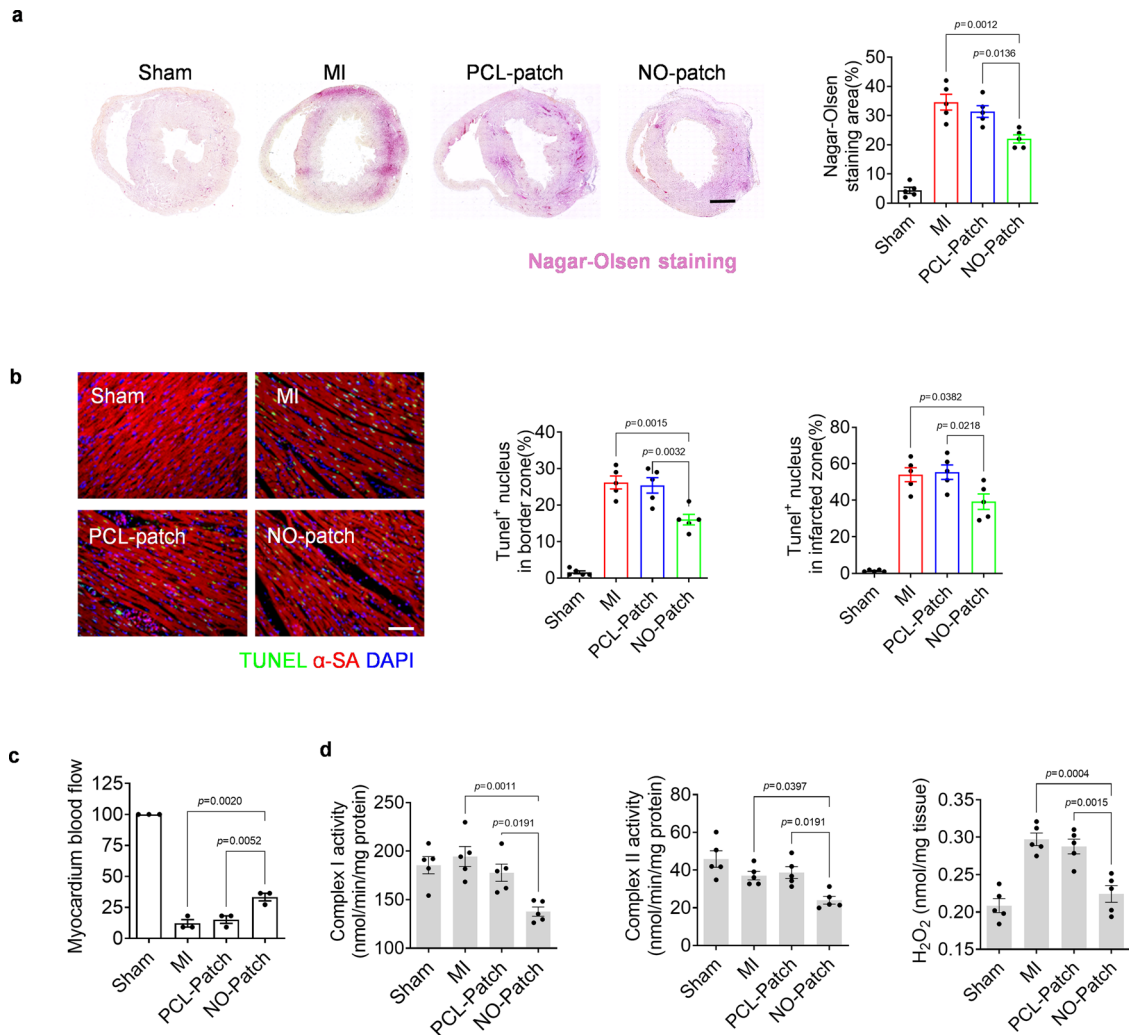 a
Sham
MI
PCL-patch
NO-patch
Nagar-Olsen staining
Nagar-Olsen
staining area(%)
50
40
30
20
10
0
p=0.0012
p=0.0136
Sham
MI
PCL-Patch
NO-Patch
b
Sham
MI
PCL-patch
NO-patch
TUNEL α-SA DAPI
Tunel+ nucleus
in border zone(%)
40
20
0
p=0.0015
p=0.0032
Sham
MI
PCL-Patch
NO-Patch
Tunel+ nucleus
in infarcted zone(%)
80
60
40
20
0
p=0.0382
p=0.0218
Sham
MI
PCL-Patch
NO-Patch
c
Myocardium blood flow
125
100
75
50
25
0
p=0.0020
p=0.0052
Sham
MI
PCL-Patch
NO-Patch
d
Complex I activity
(nmol/min/mg protein)
250
200
150
100
p=0.0011
p=0.0191
Sham
MI
PCL-Patch
NO-Patch
Complex II activity
(nmol/min/mg protein)
80
60
40
20
0
p=0.0397
p=0.0191
Sham
MI
PCL-Patch
NO-Patch
H2O2 (nmol/mg tissue)
0.35
0.30
0.25
0.20
0.15
p=0.0004
p=0.0015
Sham
MI
PCL-Patch
NO-Patch